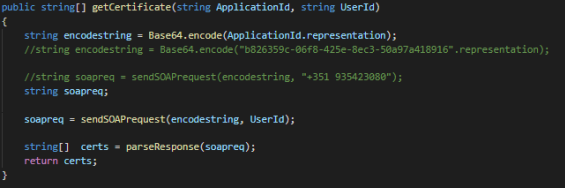 public string[] getCertificate(string ApplicationId, string UserId)
{
string encodestring = Base64.encode(ApplicationId.representation);
//string encodestring = Base64.encode("b826359c-06f8-425e-8ec3-50a97a418916".representation);
//string soapreq = sendSOAPrequest(encodestring, "+351 935423080");
string soapreq;
soapreq = sendSOAPrequest(encodestring, UserId);
string[]  certs = parseResponse(soapreq);
return certs;
}